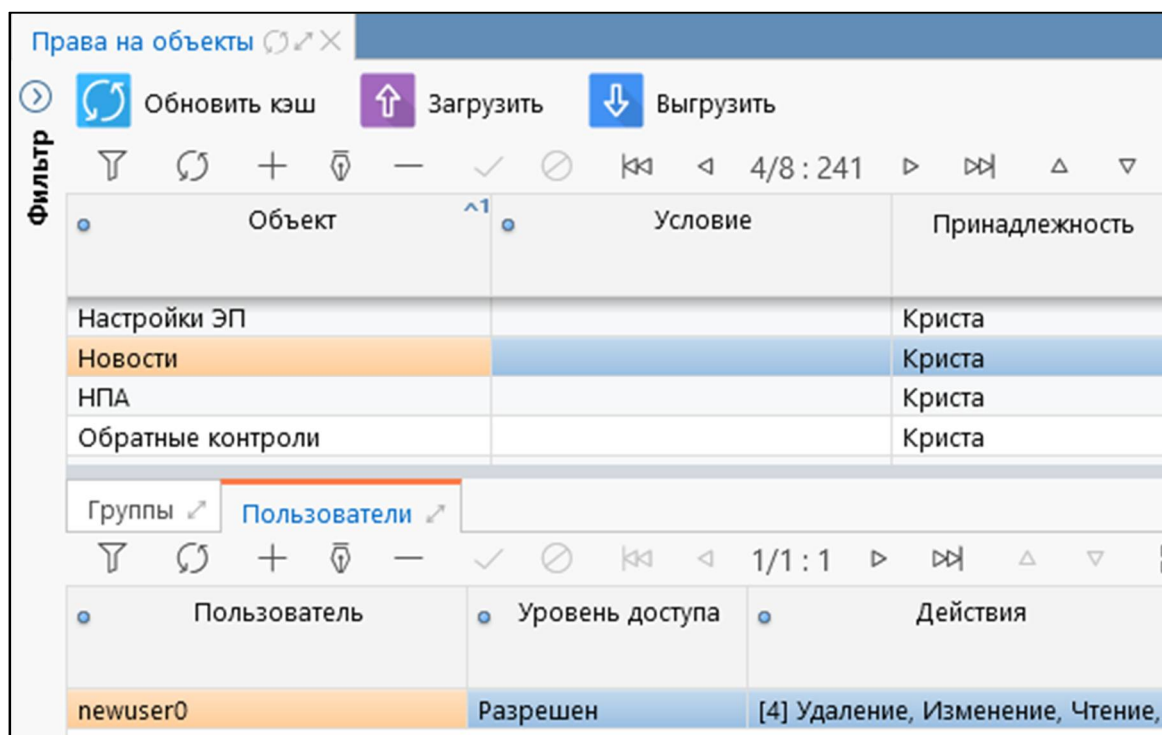 Права на объекты
Обновить кэш Загрузить Выгрузить
Фильтр
4/8 : 241
Объект ^1 Условие Принадлежность
Настройки ЭП Криста
Новости Криста
НПА Криста
Обратные контроли Криста
Группы Пользователи
1/1 : 1
Пользователь Уровень доступа Действия
newuser0 Разрешен [4] Удаление, Изменение, Чтение,